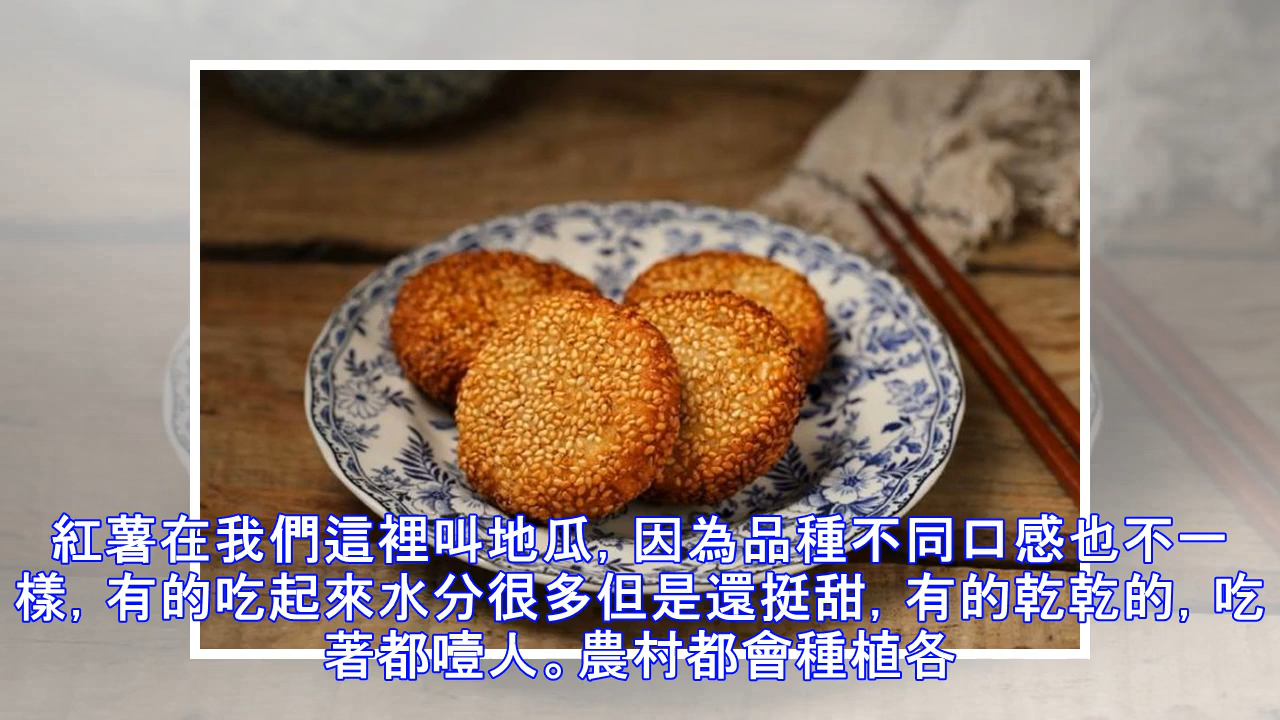 紅薯在我們這裡叫地瓜，因為品種不同口感也不一
樣，有的吃起來水分很多但是還挺甜，有的乾乾的，吃
著都噎人。農村都會種植各